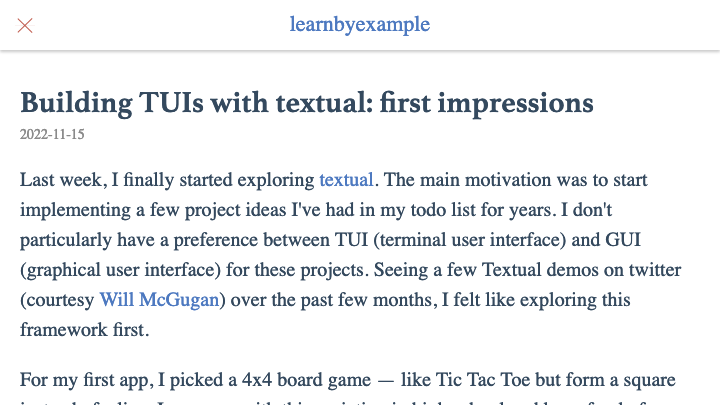 learnbyexample
Building TUIs with textual: first impressions
2022-11-15
Last week, I finally started exploring textual. The main motivation was to start
implementing a few project ideas I've had in my todo list for years. I don't
particularly have a preference between TUI (terminal user interface) and GUI
(graphical user interface) for these projects. Seeing a few Textual demos on twitter
(courtesy Will McGugan) over the past few months, I felt like exploring this
framework first.
For my first app, I picked a 4x4 board game — like Tic Tac Toe but form a square